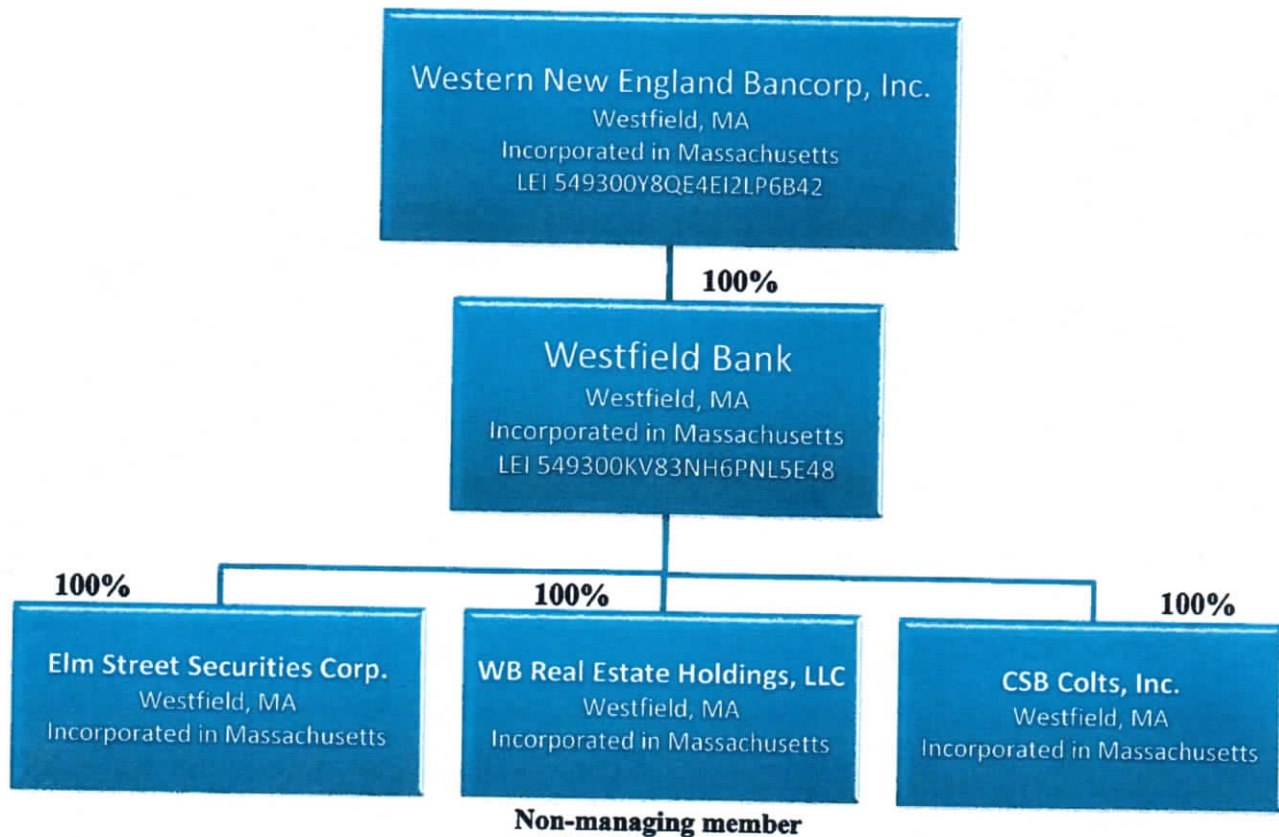 Western New England Bancorp, Inc.
Westfield, MA
Incorporated in Massachusetts
LEI 549300Y8QE4EI2LP6B42
100%
Westfield Bank
Westfield, MA
Incorporated in Massachusetts
LEI 549300KV83NH6PNL5E48
100%
Elm Street Securities Corp.
Westfield, MA
Incorporated in Massachusetts
100%
WB Real Estate Holdings, LLC
Westfield, MA
Incorporated in Massachusetts
Non-managing member
100%
CSB Colts, Inc.
Westfield, MA
Incorporated in Massachusetts